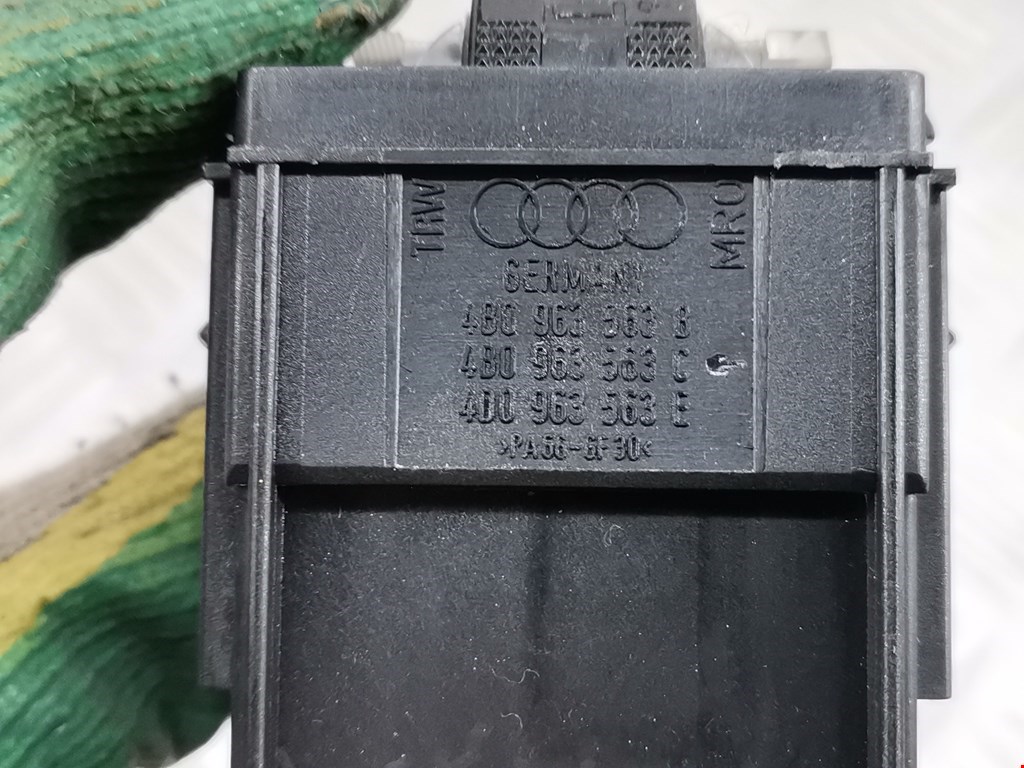 TRW
MRO
GERMANY
4B0 963 563 B
4B0 963 563 C
4D0 963 563 E
>PA66-GF30<